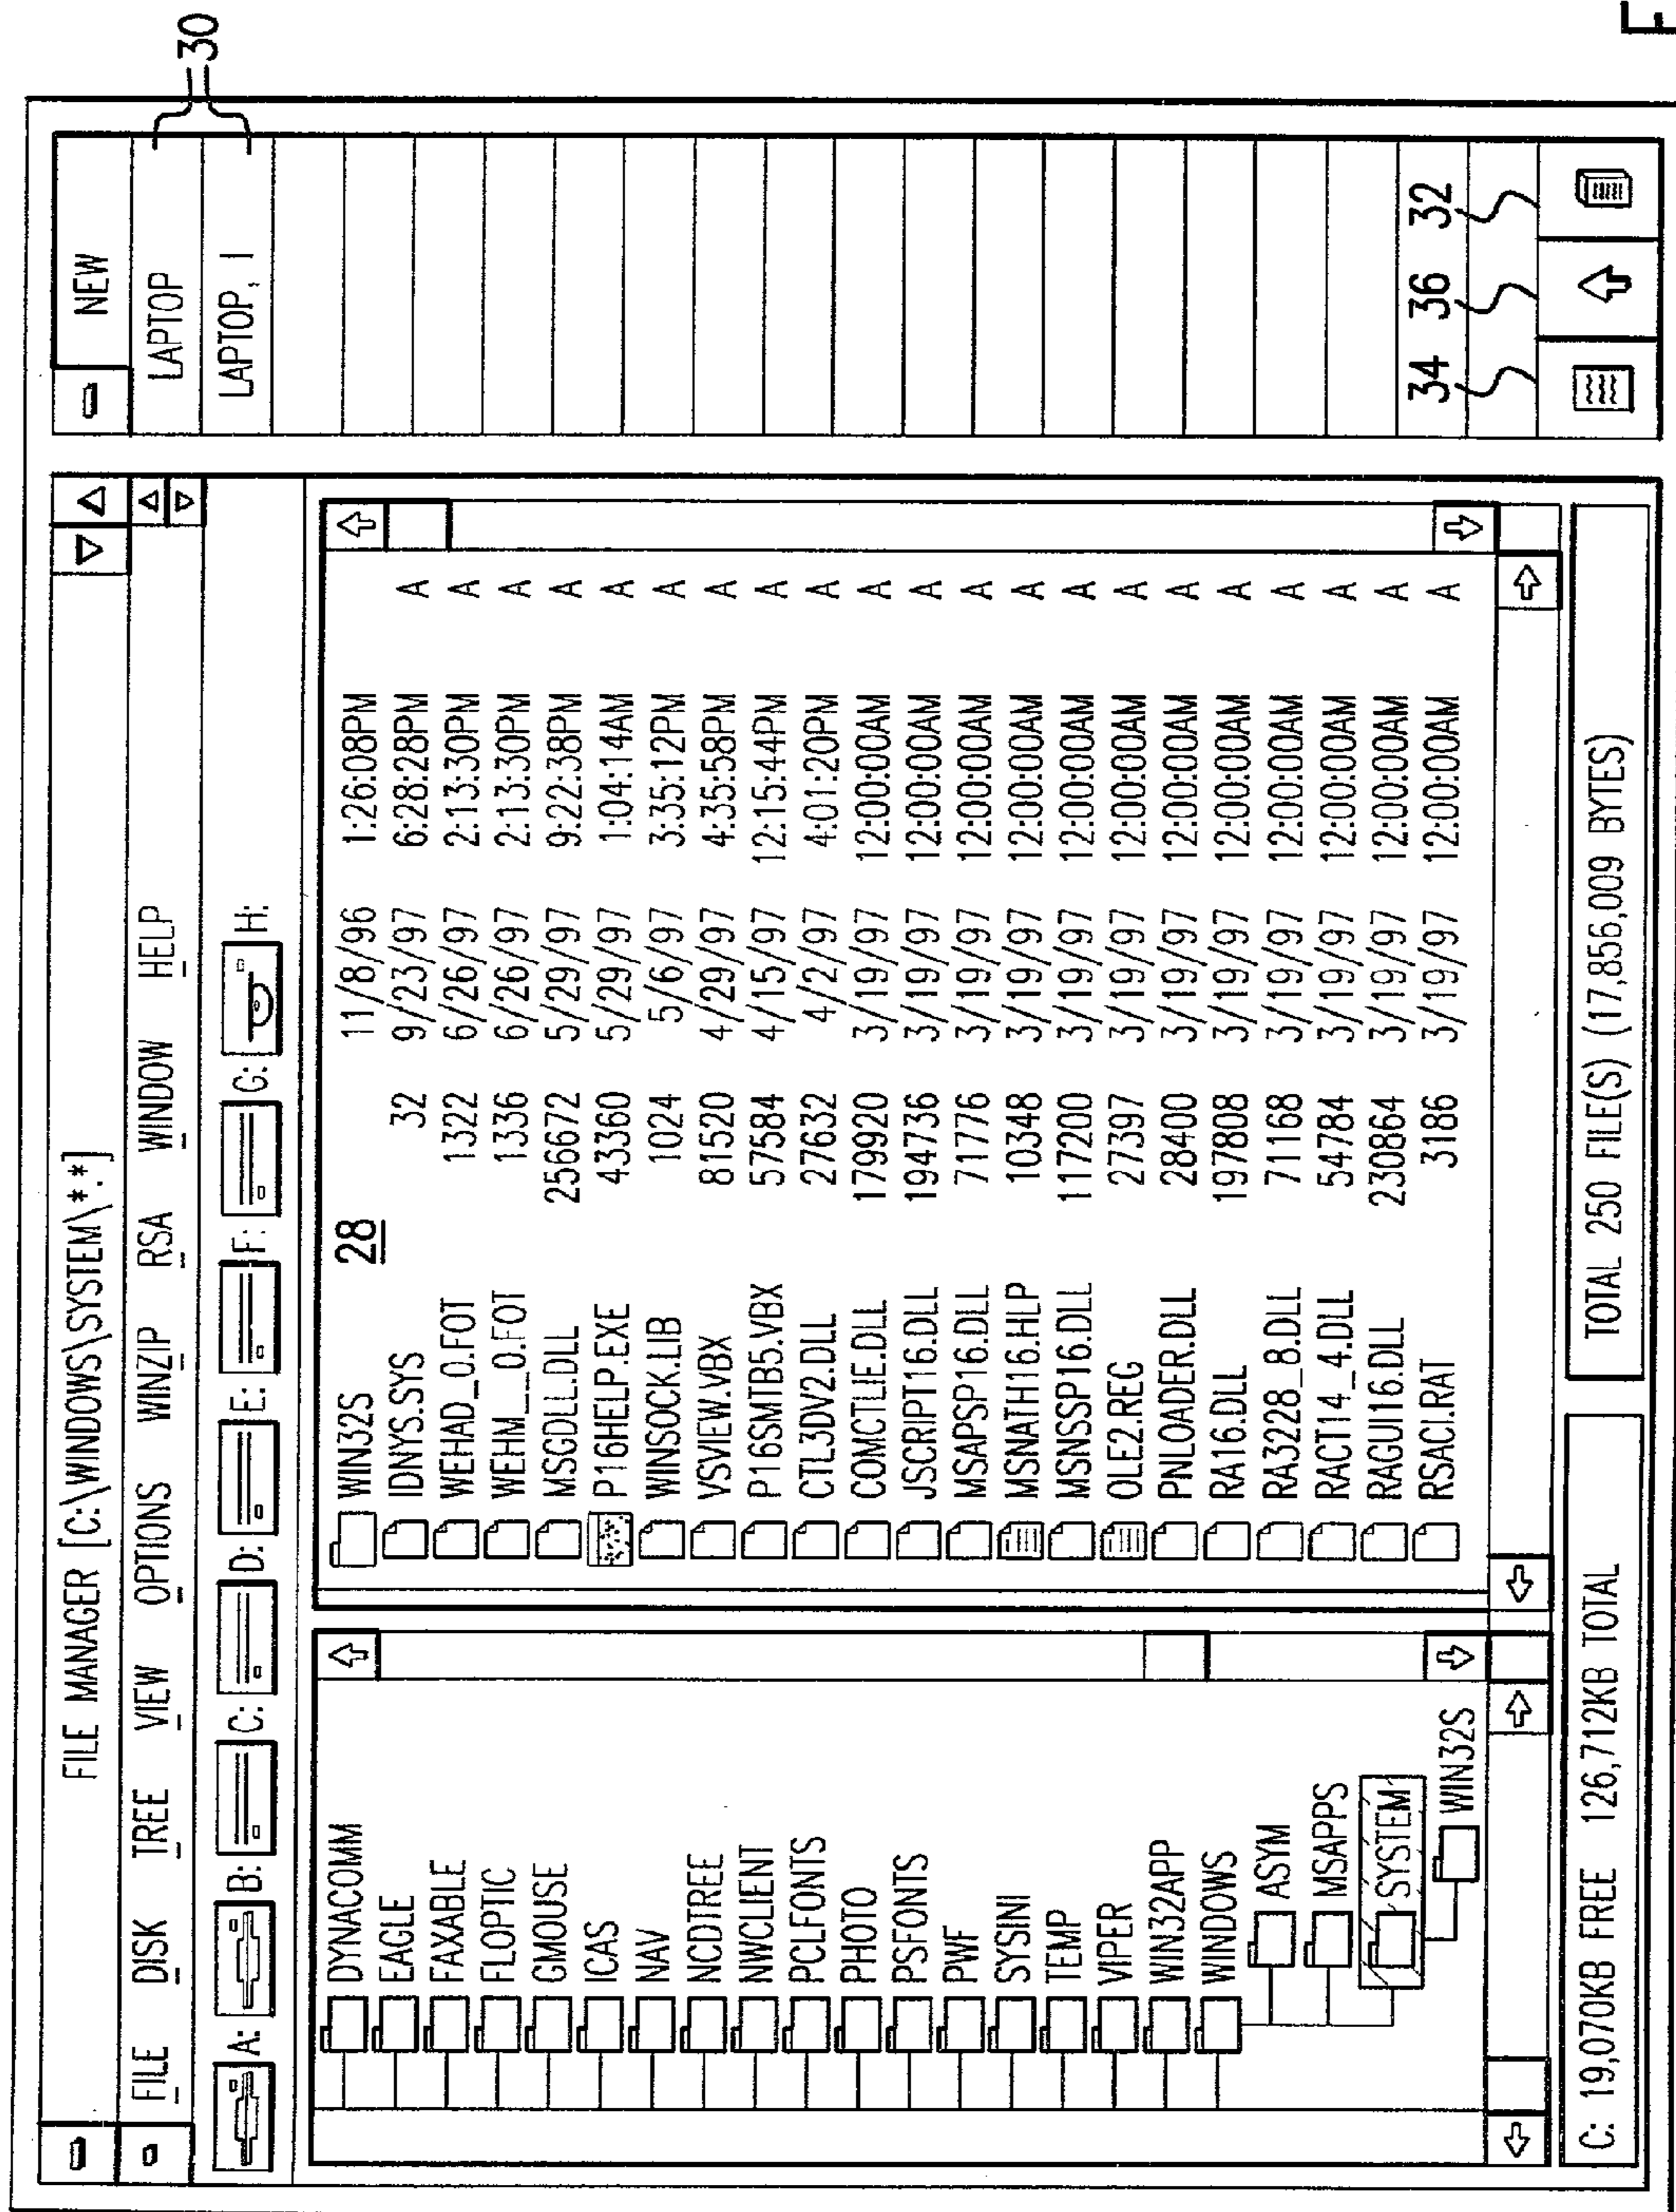 FILE MANAGER [C:\WINDOWS\SYSTEM\*.*]
FILE DISK TREE VIEW OPTIONS WINZIP RSA WINDOW HELP
A: B: C: D: E: F: G: H:
DYNACOMM
EAGLE
FAXABLE
FLOPTIC
GMOUSE
ICAS
NAV
NCDTREE
NWCLIENT
PCLFONTS
PHOTO
PSFONTS
PWF
SYSINI
TEMP
VIPER
WIN32APP
WINDOWS
ASYM
MSAPPS
SYSTEM
WIN32S
28
WIN32S 11/8/96 1:26:08PM
IDNYS.SYS 32 9/23/97 6:28:28PM A
WEHAD_0.FOT 1322 6/26/97 2:13:30PM A
WEHM__0.FOT 1336 6/26/97 2:13:30PM A
MSGDLL.DLL 256672 5/29/97 9:22:38PM A
P16HELP.EXE 43360 5/29/97 1:04:14AM A
WINSOCK.LIB 1024 5/6/97 3:35:12PM A
VSVIEW.VBX 81520 4/29/97 4:35:58PM A
P16SMTB5.VBX 57584 4/15/97 12:15:44PM A
CTL3DV2.DLL 27632 4/2/97 4:01:20PM A
COMCTLIE.DLL 179920 3/19/97 12:00:00AM A
JSCRIPT16.DLL 194736 3/19/97 12:00:00AM A
MSAPSP16.DLL 71776 3/19/97 12:00:00AM A
MSNATH16.HLP 10348 3/19/97 12:00:00AM A
MSNSSP16.DLL 117200 3/19/97 12:00:00AM A
OLE2.REG 27397 3/19/97 12:00:00AM A
PNLOADER.DLL 28400 3/19/97 12:00:00AM A
RA16.DLL 197808 3/19/97 12:00:00AM A
RA3228_8.DLL 71168 3/19/97 12:00:00AM A
RACT14_4.DLL 54784 3/19/97 12:00:00AM A
RAGUI16.DLL 230864 3/19/97 12:00:00AM A
RSACI.RAT 3186 3/19/97 12:00:00AM A
C: 19,070KB FREE 126,712KB TOTAL
TOTAL 250 FILE(S) (17,856,009 BYTES)
NEW
LAPTOP
LAPTOP, I
30
34 36 32